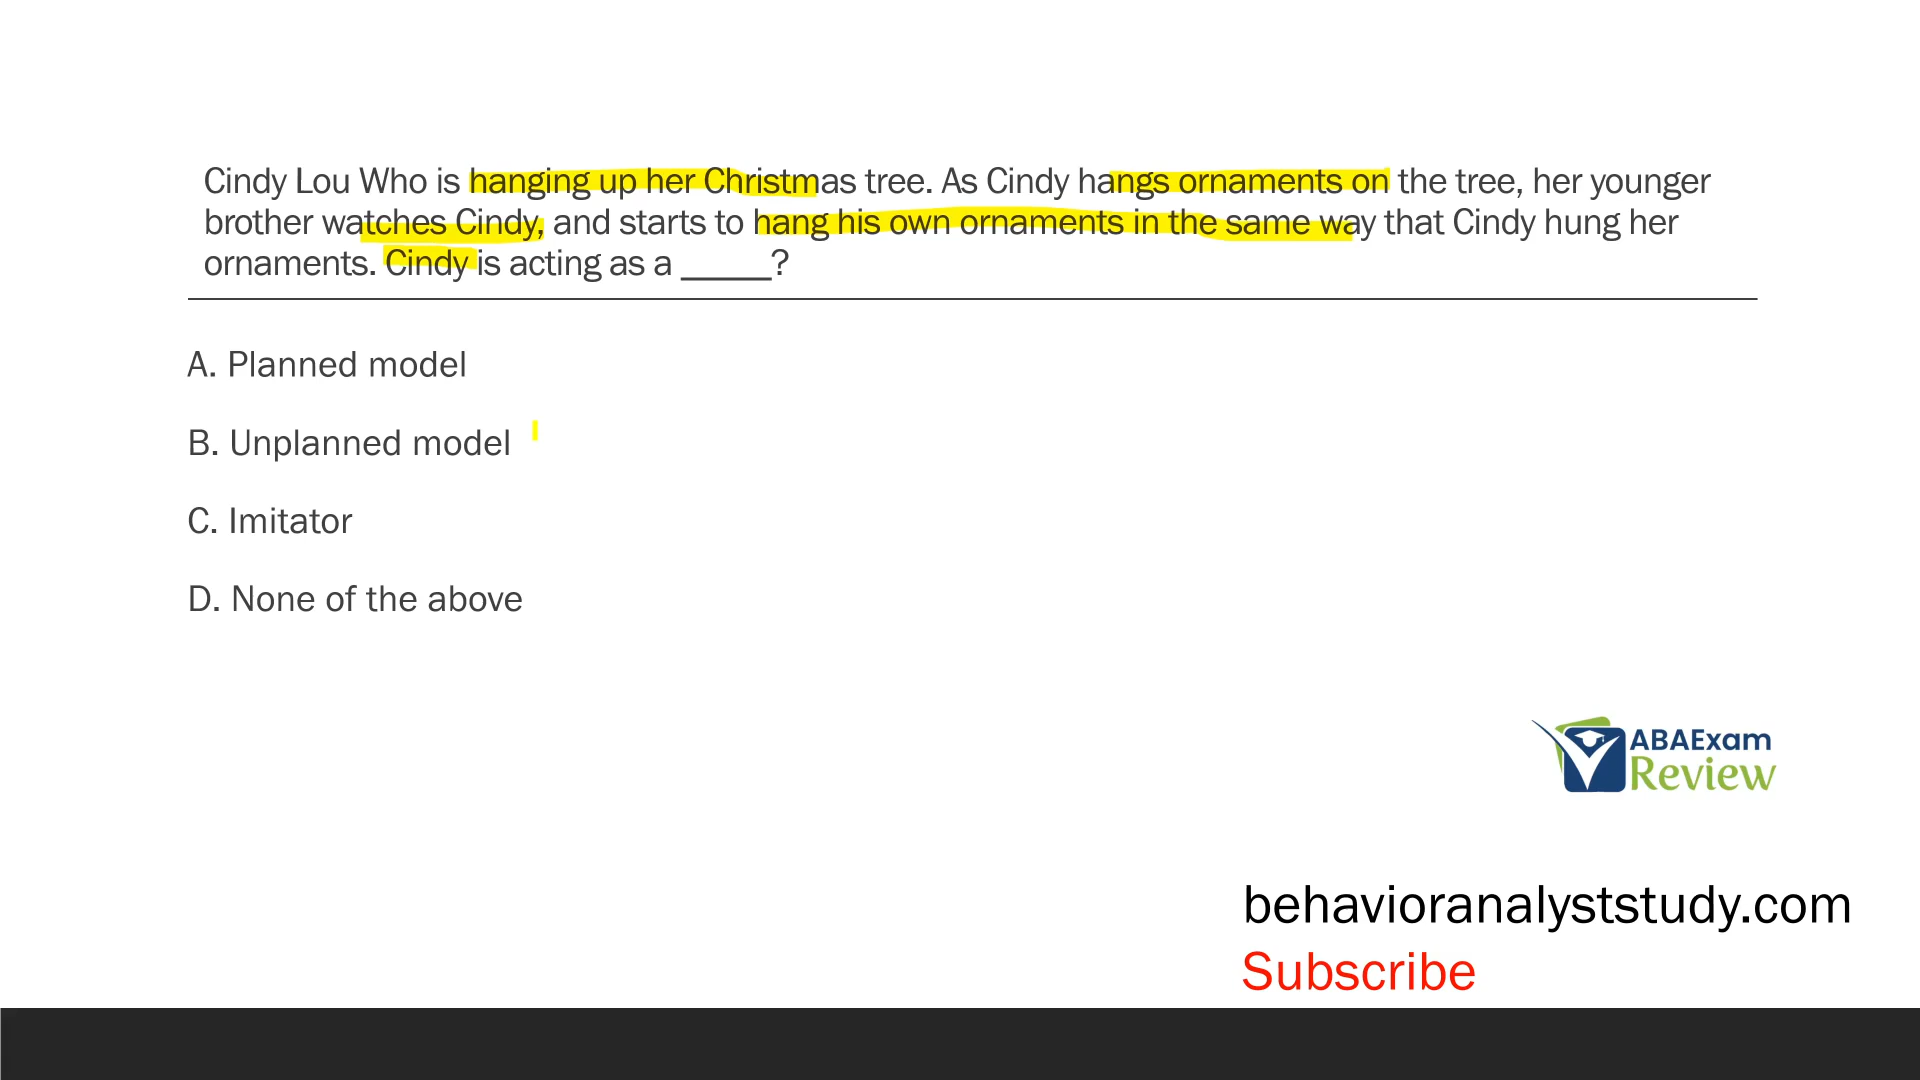 Cindy Lou Who is hanging up her Christmas tree. As Cindy hangs ornaments on the tree, her younger
brother watches Cindy, and starts to hang his own ornaments in the same way that Cindy hung her
ornaments. Cindy is acting as a _____?
A. Planned model
B. Unplanned model
C. Imitator
D. None of the above
ABAExam
Review
behavioranalyststudy.com
Subscribe